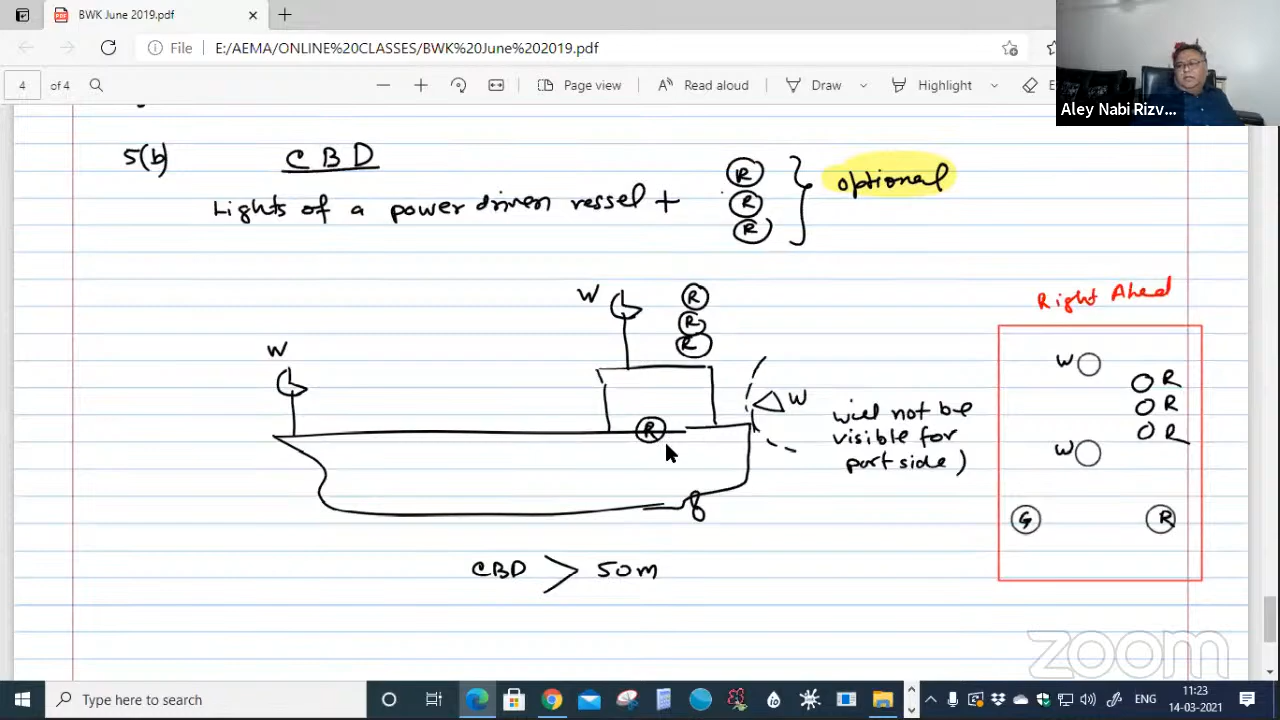 BWK June 2019.pdf
File E:/AEMA/ONLINE%20CLASSES/BWK%20June%202019.pdf
4 of 4 Page view Read aloud Draw Highlight
Aley Nabi Rizv...
5(b) CBD
Lights of a power driven vessel +
R
R
R
optional
W
R
R
R
W
R
W
will not be
visible for
port side)
CBD > 50m
Right Ahead
W
R
R
R
W
G R
zoom
Type here to search
ENG
11:23
14-03-2021